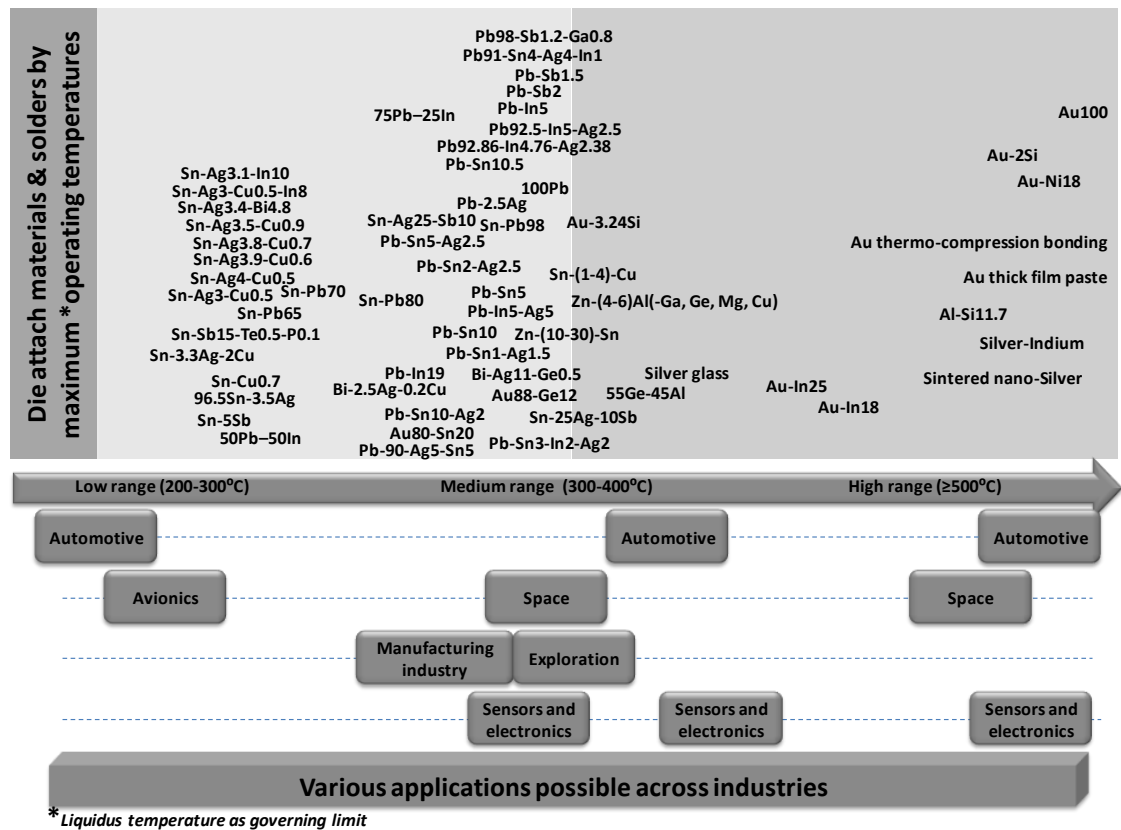 Die attach materials & solders by
maximum *operating temperatures
Pb98-Sb1.2-Ga0.8
Pb91-Sn4-Ag4-In1
Pb-Sb1.5
Pb-Sb2
Pb-In5
75Pb–25In
Au100
Pb92.5-In5-Ag2.5
Pb92.86-In4.76-Ag2.38
Au-2Si
Pb-Sn10.5
Sn-Ag3.1-In10
Au-Ni18
Sn-Ag3-Cu0.5-In8
100Pb
Sn-Ag3.4-Bi4.8
Pb-2.5Ag
Sn-Ag3.5-Cu0.9
Sn-Ag25-Sb10
Sn-Pb98
Au-3.24Si
Sn-Ag3.8-Cu0.7
Pb-Sn5-Ag2.5
Au thermo-compression bonding
Sn-Ag3.9-Cu0.6
Pb-Sn2-Ag2.5
Sn-Ag4-Cu0.5
Sn-(1-4)-Cu
Au thick film paste
Sn-Ag3-Cu0.5
Sn-Pb70
Sn-Pb80
Pb-Sn5
Zn-(4-6)Al(-Ga, Ge, Mg, Cu)
Sn-Pb65
Pb-In5-Ag5
Al-Si11.7
Sn-Sb15-Te0.5-P0.1
Pb-Sn10
Zn-(10-30)-Sn
Silver-Indium
Sn-3.3Ag-2Cu
Pb-Sn1-Ag1.5
Pb-In19
Bi-Ag11-Ge0.5
Silver glass
Sintered nano-Silver
Sn-Cu0.7
Bi-2.5Ag-0.2Cu
Au-In25
96.5Sn-3.5Ag
Au88-Ge12
55Ge-45Al
Au-In18
Sn-5Sb
Pb-Sn10-Ag2
Sn-25Ag-10Sb
50Pb–50In
Au80-Sn20
Pb-Sn3-In2-Ag2
Pb-90-Ag5-Sn5
Low range (200-300⁰C)
Medium range (300-400⁰C)
High range (≥500⁰C)
Automotive
Automotive
Automotive
Avionics
Space
Space
Manufacturing
industry
Exploration
Sensors and
electronics
Sensors and
electronics
Sensors and
electronics
Various applications possible across industries
*Liquidus temperature as governing limit